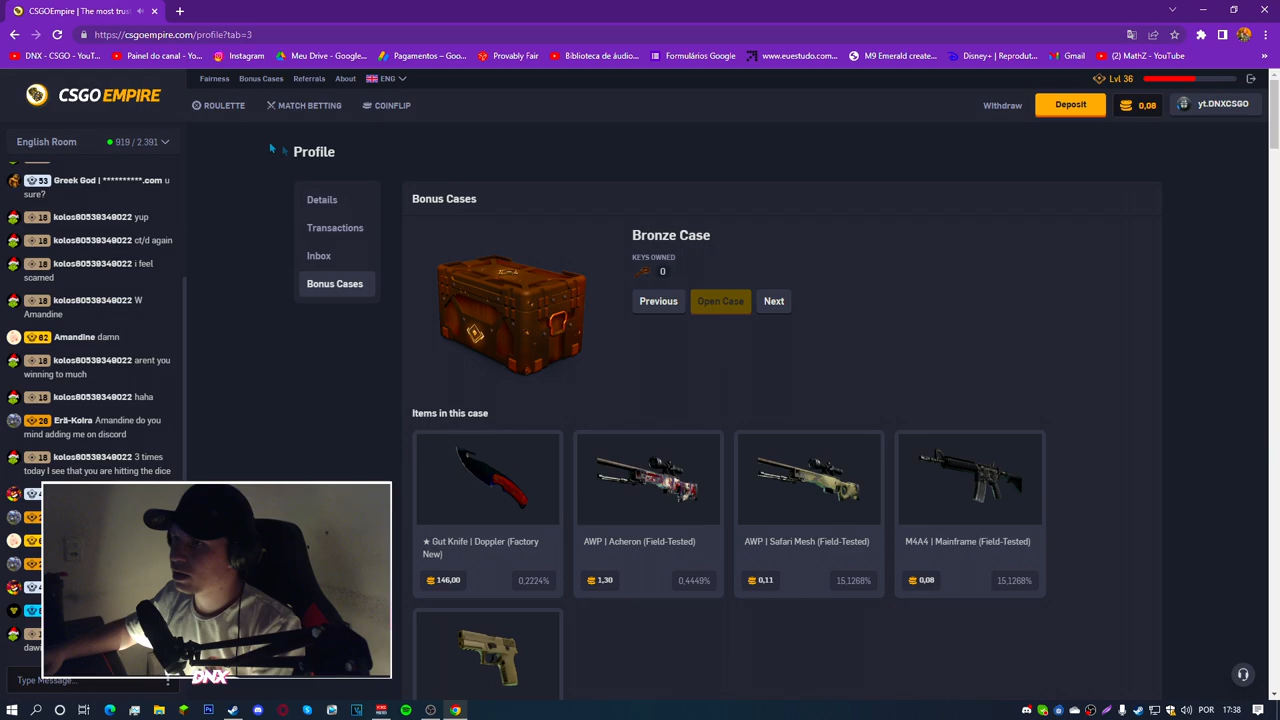 CSGOEmpire | Most trust
csgoempire.com/profile?tab=3
DNX - CSGO - YouT...
Painel do canal - Yo...
Meu Drive - Google...
Pagamentos – Goo...
Provably Fair
Biblioteca de áudio...
Formulários Google
www.euestudo.com...
M9 Emerald create...
Disney+ | Reprodut...
Gmail
(2) MathZ - YouTube
Fairness
Bonus Cases
Referrals
About
ENG
Lvl 36
CSGOEMPIRE
ROULETTE
MATCH BETTING
COINFLIP
Withdraw
Deposit
0,08
yt.DNXCSGO
English Room
919 / 2.391
53 Greek God | **********.com u
sure?
18 kolos80539349022 yup
18 kolos80539349022 ct/d again
18 kolos80539349022 i feel
scamed
18 kolos80539349022 W
Amandine
62 Amandine damn
18 kolos80539349022 arent you
winning to much
18 kolos80539349022 haha
26 Erä-Koira Amandine do you
mind adding me on discord
18 kolos80539349022 3 times
today I see that you are hitting the dice
Type Message...
DNX
Profile
Details
Transactions
Inbox
Bonus Cases
Bonus Cases
Bronze Case
KEYS OWNED
0
Previous
Open Case
Next
Items in this case
★ Gut Knife | Doppler (Factory
New)
146,00
0,2224%
AWP | Acheron (Field-Tested)
1,30
0,4449%
AWP | Safari Mesh (Field-Tested)
0,11
15,1268%
M4A4 | Mainframe (Field-Tested)
0,08
15,1268%
POR
17:38